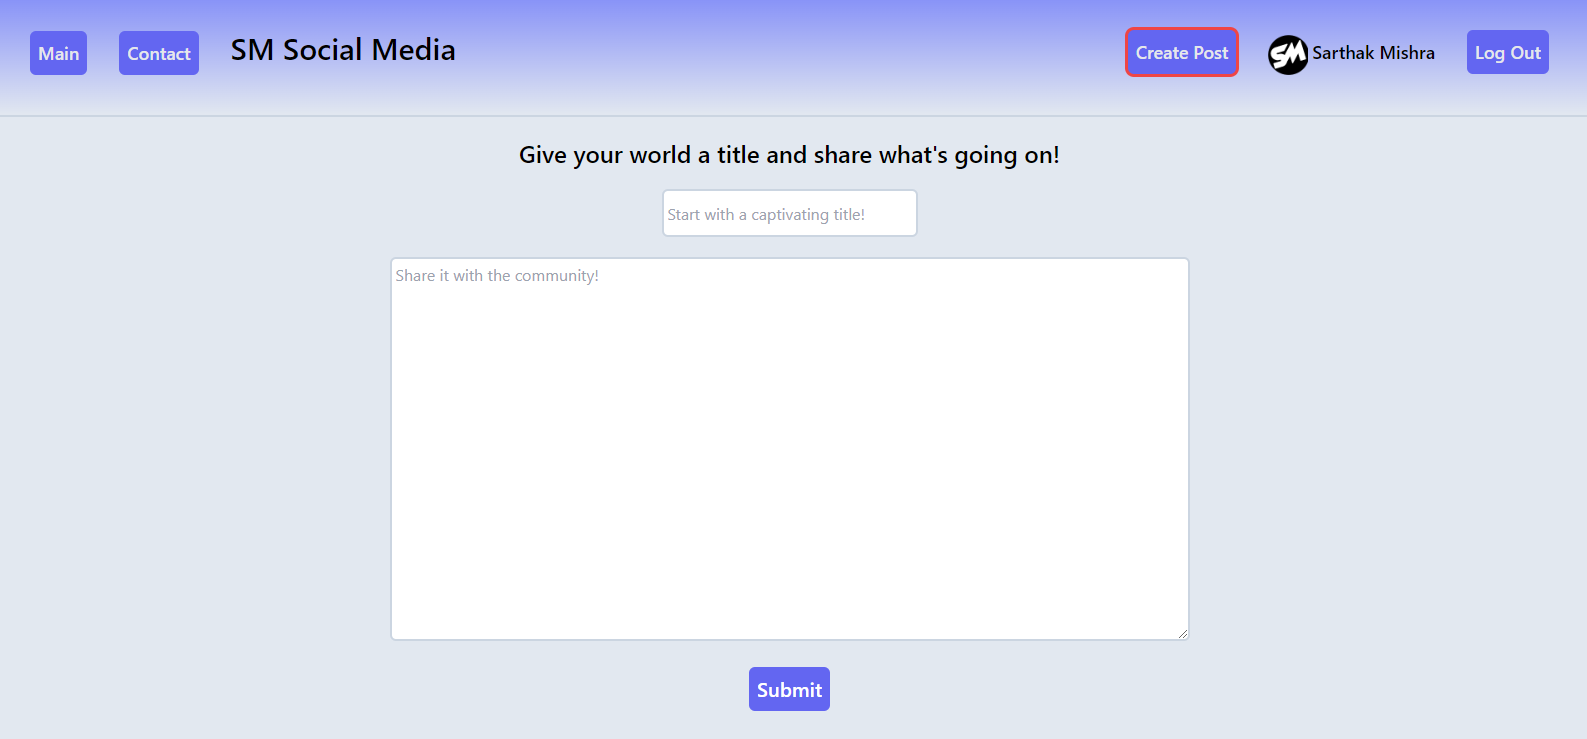 Main Contact SM Social Media Create Post SM Sarthak Mishra Log Out
Give your world a title and share what's going on!
Start with a captivating title!
Share it with the community!
Submit